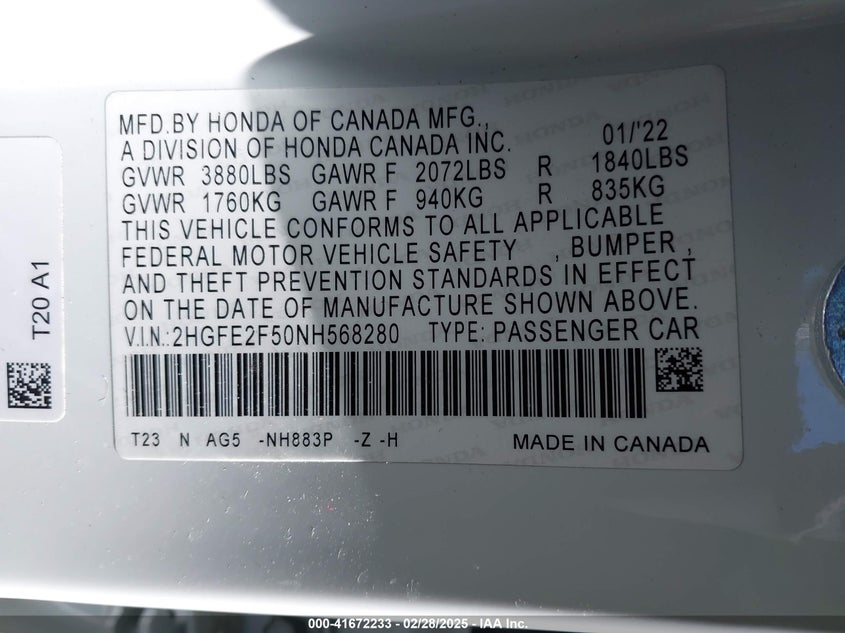 MFD.BY HONDA OF CANADA MFG.,
A DIVISION OF HONDA CANADA INC. 01/'22
GVWR 3880LBS GAWR F 2072LBS R 1840LBS
GVWR 1760KG GAWR F 940KG R 835KG
THIS VEHICLE CONFORMS TO ALL APPLICABLE
FEDERAL MOTOR VEHICLE SAFETY , BUMPER ,
AND THEFT PREVENTION STANDARDS IN EFFECT
ON THE DATE OF MANUFACTURE SHOWN ABOVE.
V.I.N.:2HGFE2F50NH568280 TYPE: PASSENGER CAR
T23 N AG5 -NH883P -Z -H MADE IN CANADA
T20 A1
000-41672233 - 02/28/2025 - IAA Inc.